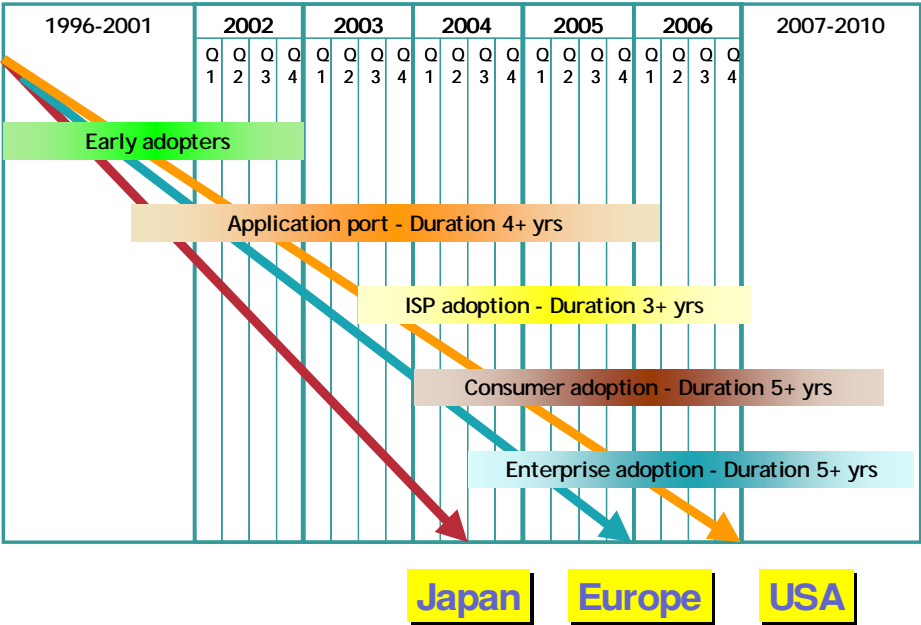 1996-2001 2002 2003 2004 2005 2006 2007-2010
Q Q Q Q Q Q Q Q Q Q Q Q Q Q Q Q Q Q Q Q
1 2 3 4 1 2 3 4 1 2 3 4 1 2 3 4 1 2 3 4
Early adopters
Application port - Duration 4+ yrs
ISP adoption - Duration 3+ yrs
Consumer adoption - Duration 5+ yrs
Enterprise adoption - Duration 5+ yrs
Japan Europe USA